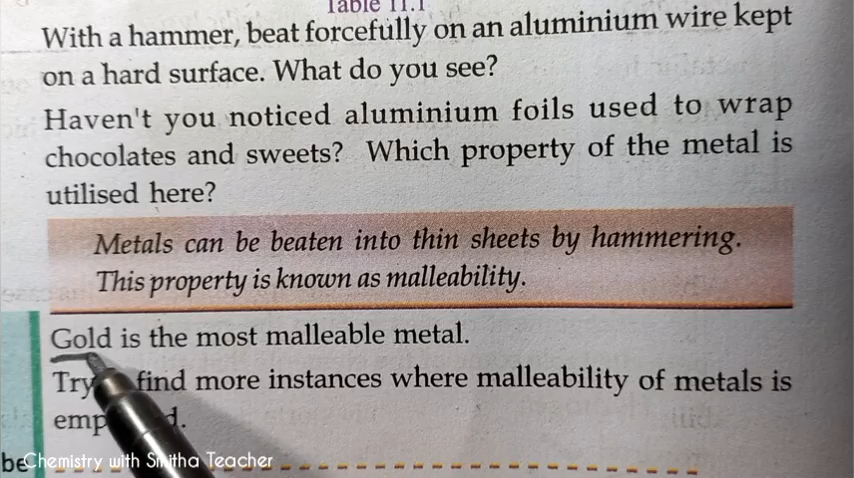 Table 11.1
With a hammer, beat forcefully on an aluminium wire kept
on a hard surface. What do you see?
Haven't you noticed aluminium foils used to wrap
chocolates and sweets? Which property of the metal is
utilised here?
Metals can be beaten into thin sheets by hammering.
This property is known as malleability.
Gold is the most malleable metal.
Try find more instances where malleability of metals is
be Chemistry with Smitha Teacher